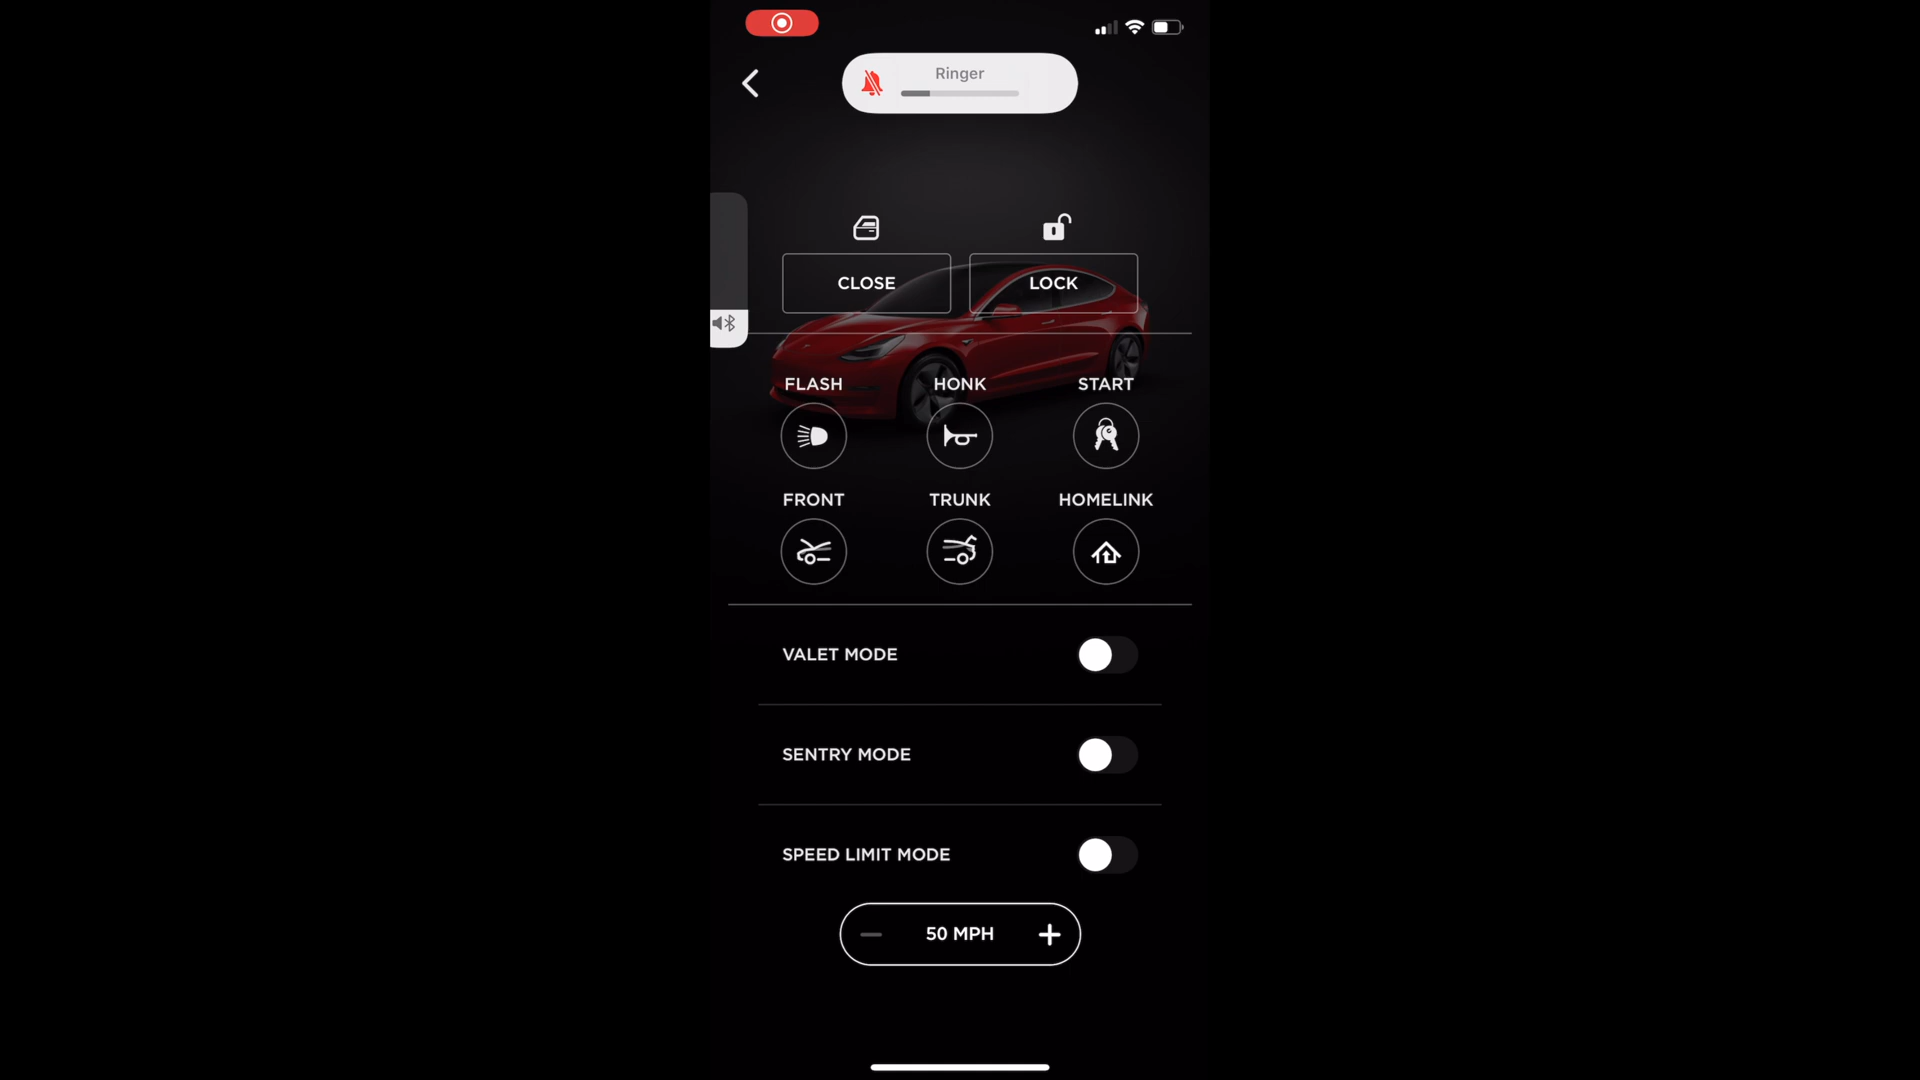 Ringer
CLOSE
LOCK
FLASH
HONK
START
FRONT
TRUNK
HOMELINK
VALET MODE
SENTRY MODE
SPEED LIMIT MODE
50 MPH